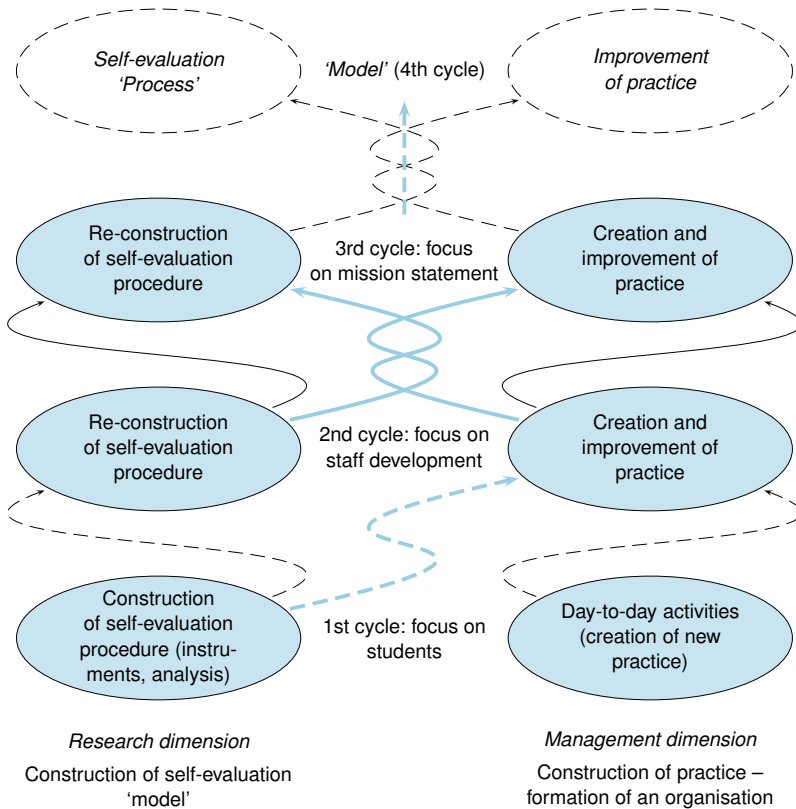 Self-evaluation
‘Process’
‘Model’ (4th cycle)
Improvement
of practice
Re-construction
of self-evaluation
procedure
3rd cycle: focus
on mission statement
Creation and
improvement of
practice
Re-construction
of self-evaluation
procedure
2nd cycle: focus on
staff development
Creation and
improvement of
practice
Construction
of self-evaluation
procedure (instru-
ments, analysis)
1st cycle: focus on
students
Day-to-day activities
(creation of new
practice)
Research dimension
Construction of self-evaluation
‘model’
Management dimension
Construction of practice –
formation of an organisation